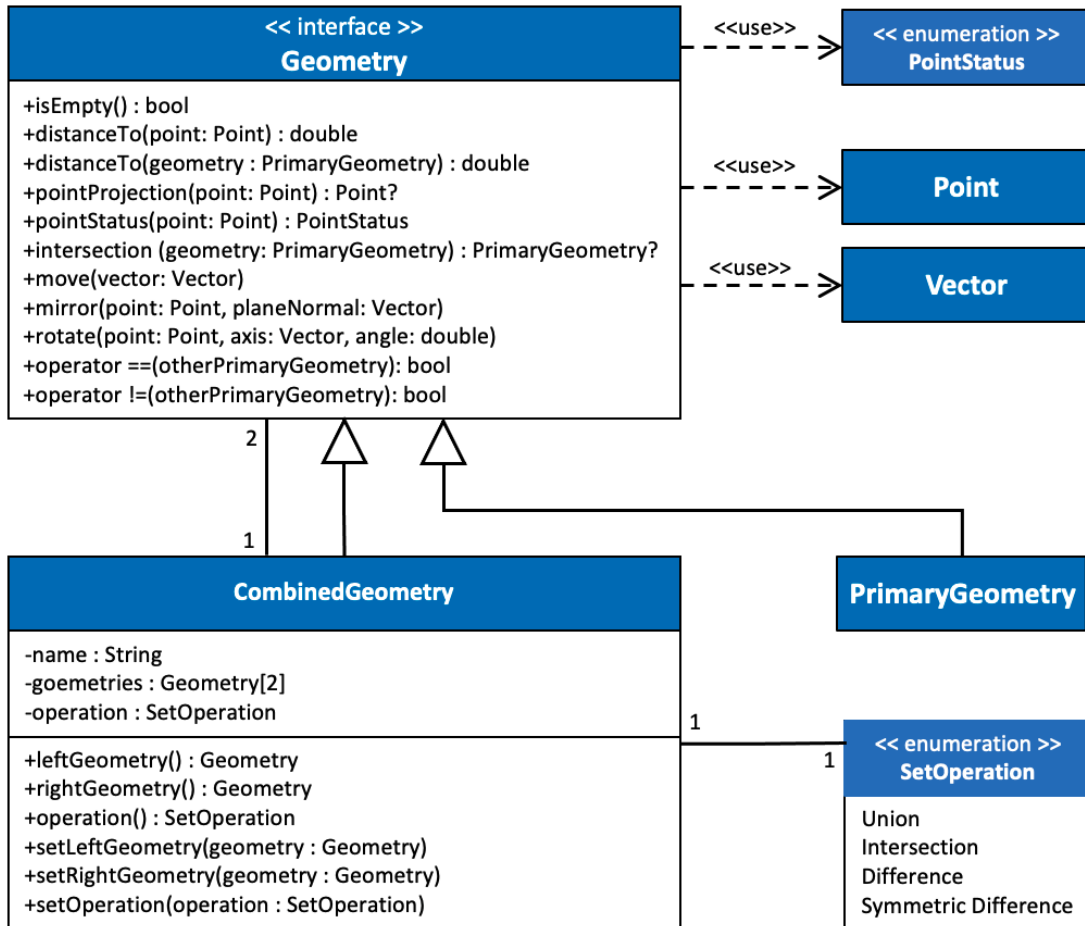 << interface >>
Geometry
+isEmpty() : bool
+distanceTo(point: Point) : double
+distanceTo(geometry : PrimaryGeometry) : double
+pointProjection(point: Point) : Point?
+pointStatus(point: Point) : PointStatus
+intersection (geometry: PrimaryGeometry) : PrimaryGeometry?
+move(vector: Vector)
+mirror(point: Point, planeNormal: Vector)
+rotate(point: Point, axis: Vector, angle: double)
+operator ==(otherPrimaryGeometry): bool
+operator !=(otherPrimaryGeometry): bool
<<use>>
<< enumeration >>
PointStatus
<<use>>
Point
<<use>>
Vector
2
1
CombinedGeometry
-name : String
-goemetries : Geometry[2]
-operation : SetOperation
+leftGeometry() : Geometry
+rightGeometry() : Geometry
+operation() : SetOperation
+setLeftGeometry(geometry : Geometry)
+setRightGeometry(geometry : Geometry)
+setOperation(operation : SetOperation)
PrimaryGeometry
1
1
<< enumeration >>
SetOperation
Union
Intersection
Difference
Symmetric Difference